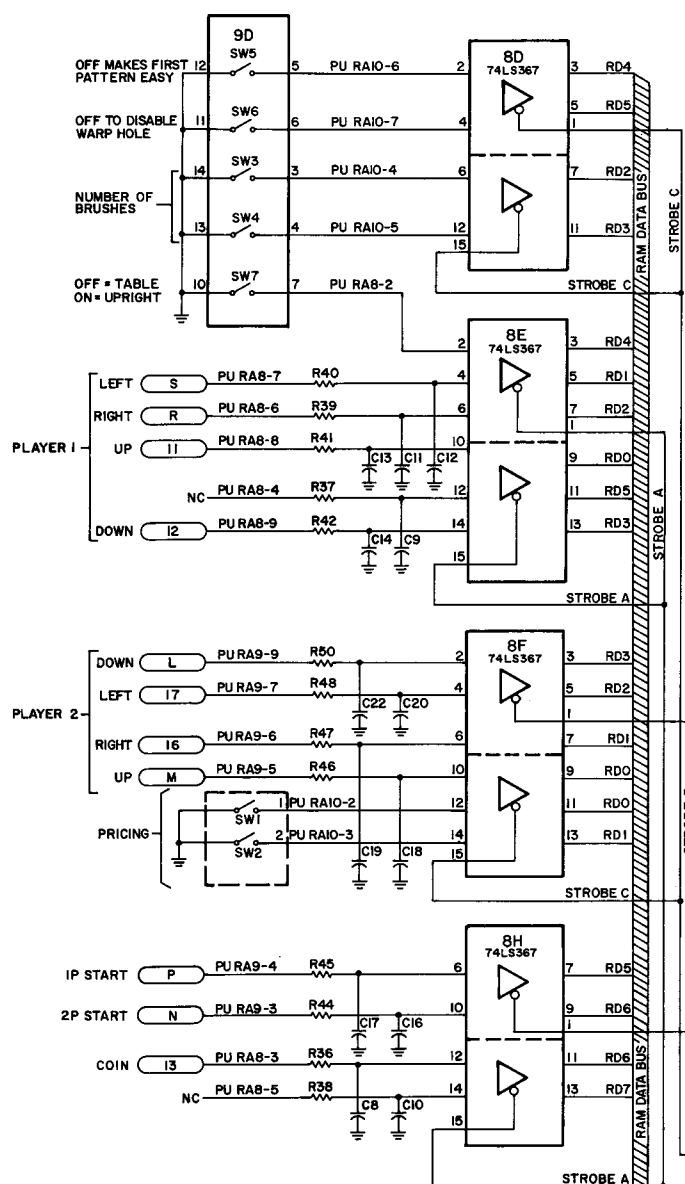 9D
SW5
OFF MAKES FIRST
PATTERN EASY
12
5
PU RA10-6
2
8D
74LS367
3
RD4
SW6
OFF TO DISABLE
WARP HOLE
11
6
PU RA10-7
4
5
RD5
1
SW3
14
3
PU RA10-4
6
7
RD2
NUMBER OF
BRUSHES
SW4
13
4
PU RA10-5
12
11
RD3
15
STROBE C
SW7
OFF = TABLE
ON = UPRIGHT
10
7
PU RA8-2
RAM DATA BUS
STROBE C
2
8E
74LS367
3
RD4
PLAYER 1
LEFT
S
PU RA8-7
R40
4
5
RD1
RIGHT
R
PU RA8-6
R39
6
7
RD2
1
UP
11
PU RA8-8
R41
10
9
RD0
C13
C11
C12
NC
PU RA8-4
R37
12
11
RD5
DOWN
12
PU RA8-9
R42
14
13
RD3
C14
C9
15
STROBE A
STROBE A
PLAYER 2
DOWN
L
PU RA9-9
R50
2
8F
74LS367
3
RD3
LEFT
17
PU RA9-7
R48
4
5
RD2
C22
C20
1
RIGHT
16
PU RA9-6
R47
6
7
RD1
UP
M
PU RA9-5
R46
10
9
RD0
PRICING
SW1
1
PU RA10-2
12
11
RD0
SW2
2
PU RA10-3
14
13
RD1
C19
C18
15
STROBE C
8H
74LS367
1P START
P
PU RA9-4
R45
6
7
RD5
2P START
N
PU RA9-3
R44
10
9
RD6
1
C17
C16
COIN
13
PU RA8-3
R36
12
11
RD6
NC
PU RA8-5
R38
14
13
RD7
C8
C10
15
RAM DATA BUS
STROBE A